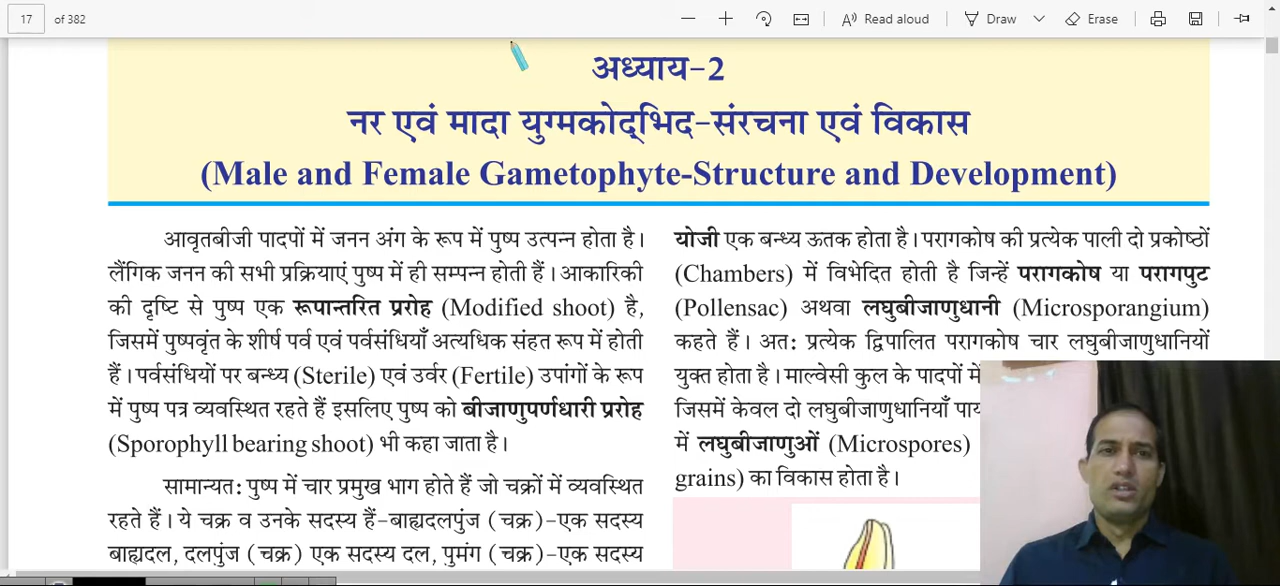 17 of 382
Read aloud
Draw
Erase
अध्याय-2
नर एवं मादा युग्मकोद्‌भिद-संरचना एवं विकास
(Male and Female Gametophyte-Structure and Development)
आवृतबीजी पादपों में जनन अंग के रूप में पुष्प उत्पन्न होता है।
लैंगिक जनन की सभी प्रक्रियाएं पुष्प में ही सम्पन्न होती हैं। आकारिकी
की दृष्टि से पुष्प एक रूपान्तरित प्ररोह (Modified shoot) है,
जिसमें पुष्पवृंत के शीर्ष पर्व एवं पर्वसंधियाँ अत्यधिक संहत रूप में होती
हैं। पर्वसंधियों पर बन्ध्य (Sterile) एवं उर्वर (Fertile) उपांगों के रूप
में पुष्प पत्र व्यवस्थित रहते हैं इसलिए पुष्प को बीजाणुपर्णधारी प्ररोह
(Sporophyll bearing shoot) भी कहा जाता है।
सामान्यत: पुष्प में चार प्रमुख भाग होते हैं जो चक्रों में व्यवस्थित
रहते हैं। ये चक्र व उनके सदस्य हैं-बाह्यदलपुंज (चक्र)-एक सदस्य
बाह्यदल, दलपुंज (चक्र) एक सदस्य दल, पुमंग (चक्र)-एक सदस्य
योजी एक बन्ध्य ऊतक होता है। परागकोष की प्रत्येक पाली दो प्रकोष्ठों
(Chambers) में विभेदित होती है जिन्हें परागकोष या परागपुट
(Pollensac) अथवा लघुबीजाणुधानी (Microsporangium)
कहते हैं। अत: प्रत्येक द्विपालित परागकोष चार लघुबीजाणुधानियों
युक्त होता है। माल्वेसी कुल के पादपों में
जिसमें केवल दो लघुबीजाणुधानियाँ पाय
में लघुबीजाणुओं (Microspores)
grains) का विकास होता है।